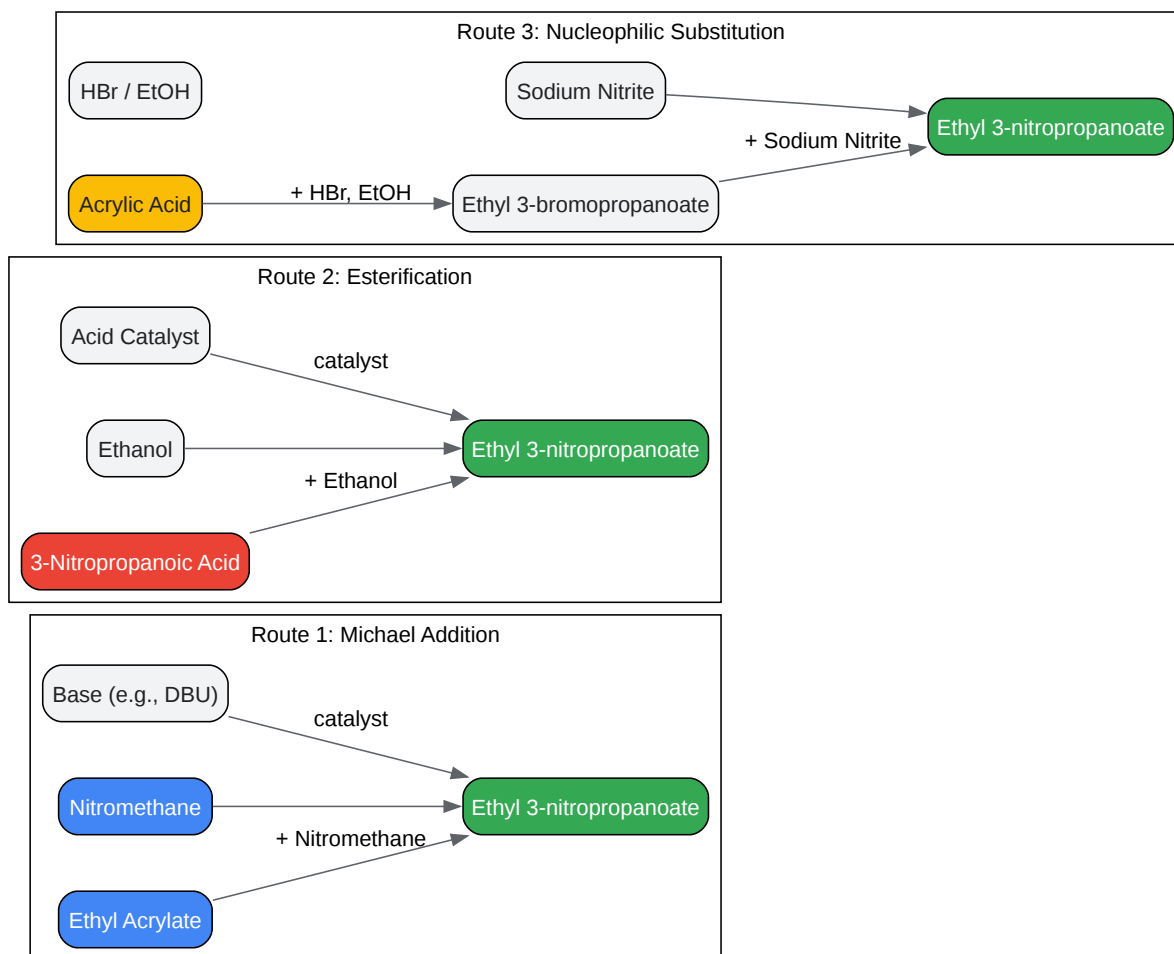 Route 3: Nucleophilic Substitution
HBr / EtOH
Sodium Nitrite
Ethyl 3-nitropropanoate
+ Sodium Nitrite
Acrylic Acid
+ HBr, EtOH
Ethyl 3-bromopropanoate
Route 2: Esterification
Acid Catalyst
catalyst
Ethanol
Ethyl 3-nitropropanoate
+ Ethanol
3-Nitropropanoic Acid
Route 1: Michael Addition
Base (e.g., DBU)
catalyst
Nitromethane
Ethyl 3-nitropropanoate
+ Nitromethane
Ethyl Acrylate